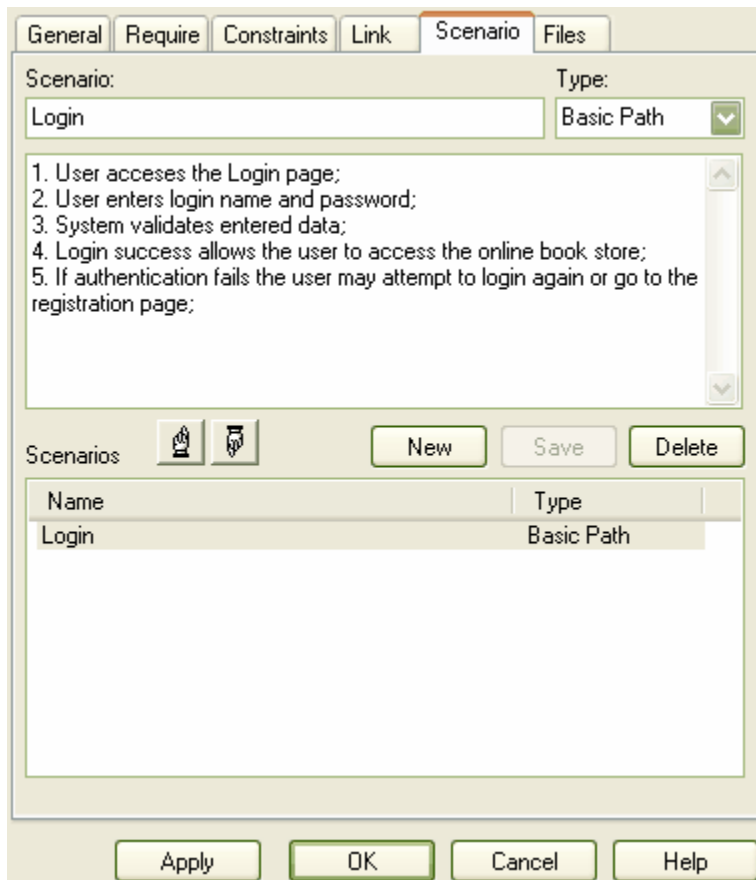 General Require Constraints Link Scenario Files
Scenario: Type:
Login Basic Path
1. User acceses the Login page;
2. User enters login name and password;
3. System validates entered data;
4. Login success allows the user to access the online book store;
5. If authentication fails the user may attempt to login again or go to the
registration page;
Scenarios New Save Delete
Name Type
Login Basic Path
Apply OK Cancel Help